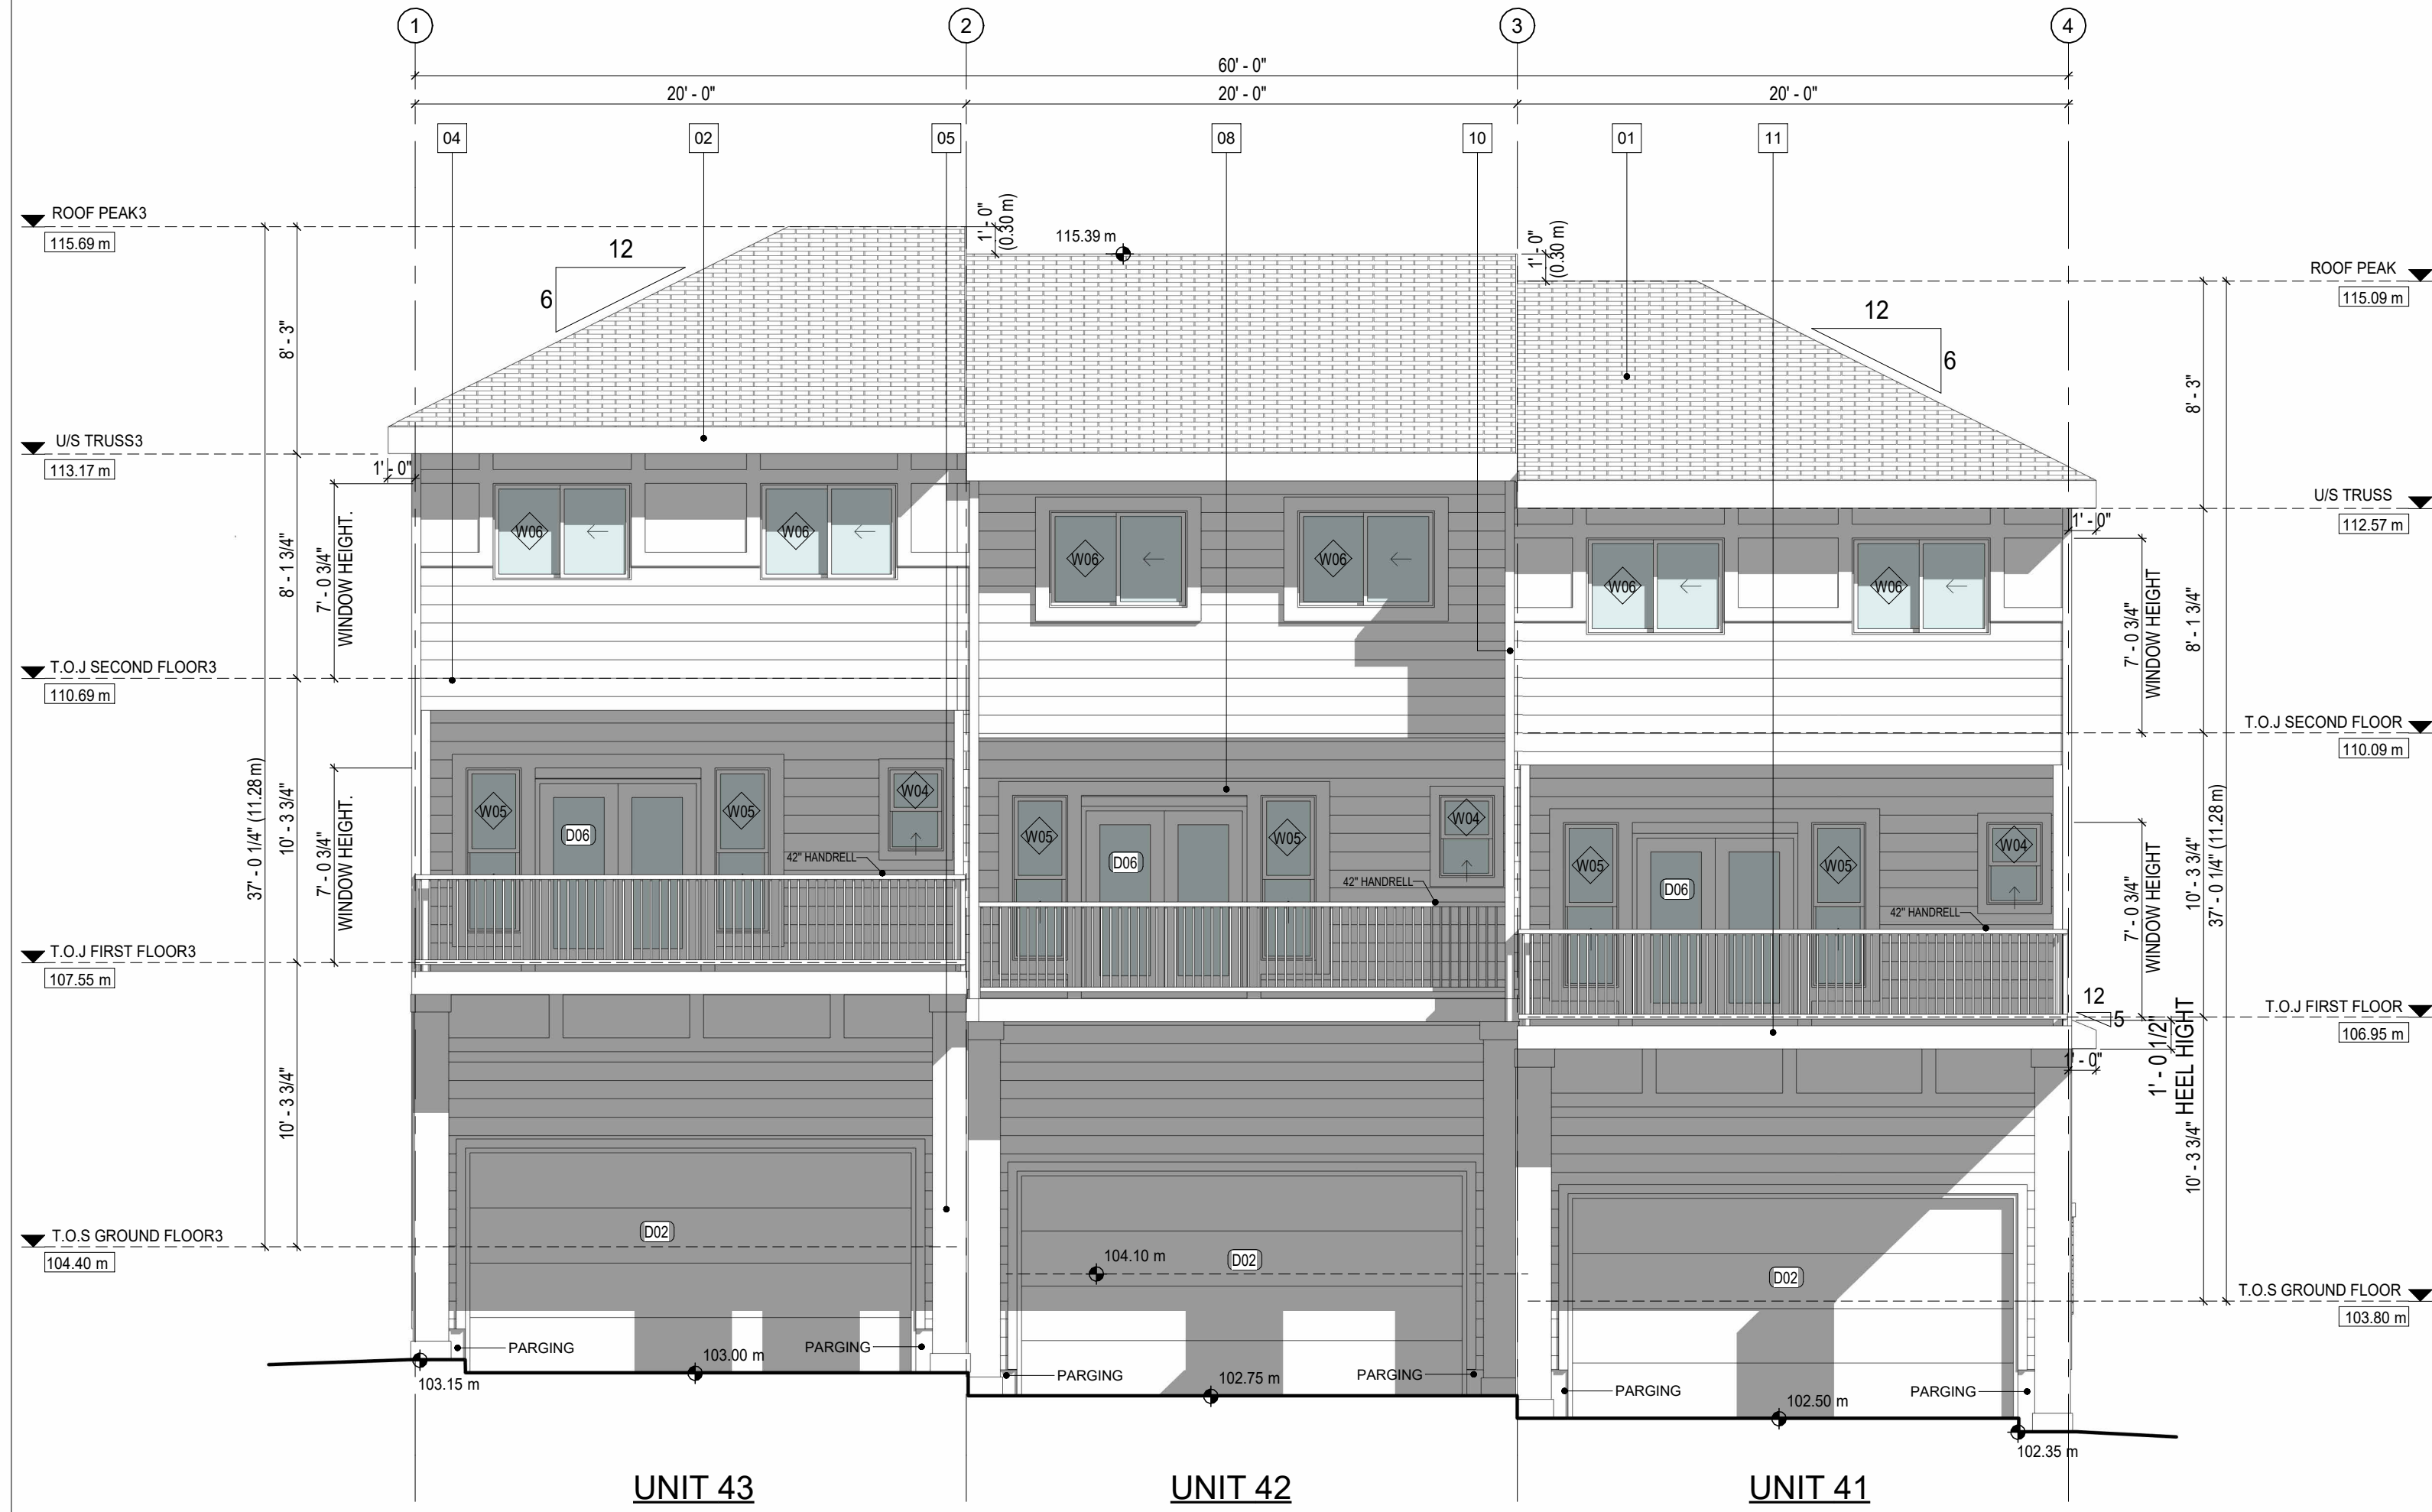 1 2 3 4
60' - 0"
20' - 0" 20' - 0" 20' - 0"
04 02 05 08 10 01 11
ROOF PEAK3
115.69 m
U/S TRUSS3
113.17 m
T.O.J SECOND FLOOR3
110.69 m
T.O.J FIRST FLOOR3
107.55 m
T.O.S GROUND FLOOR3
104.40 m
37' - 0 1/4" (11.28 m)
8' - 3"
8' - 1 3/4"
10' - 3 3/4"
10' - 3 3/4"
7' - 0 3/4"
WINDOW HEIGHT.
7' - 0 3/4"
WINDOW HEIGHT.
1' - 0"
12
6
W06 W06
W05 D06 W05 W04
42" HANDRELL
D02
PARGING PARGING
103.15 m
103.00 m
UNIT 43
1' - 0"
(0.30 m)
115.39 m
W06 W06
W05 D06 W05 W04
42" HANDRELL
104.10 m
D02
PARGING PARGING
102.75 m
UNIT 42
1' - 0"
(0.30 m)
12
6
W06 W06
W05 D06 W05 W04
42" HANDRELL
D02
PARGING PARGING
102.50 m
102.35 m
UNIT 41
1' - 0"
7' - 0 3/4"
WINDOW HEIGHT
7' - 0 3/4"
WINDOW HEIGHT
12
5
1' - 0"
1' - 0 1/2"
HEEL HIGHT
8' - 3"
8' - 1 3/4"
10' - 3 3/4"
10' - 3 3/4"
37' - 0 1/4" (11.28 m)
ROOF PEAK
115.09 m
U/S TRUSS
112.57 m
T.O.J SECOND FLOOR
110.09 m
T.O.J FIRST FLOOR
106.95 m
T.O.S GROUND FLOOR
103.80 m